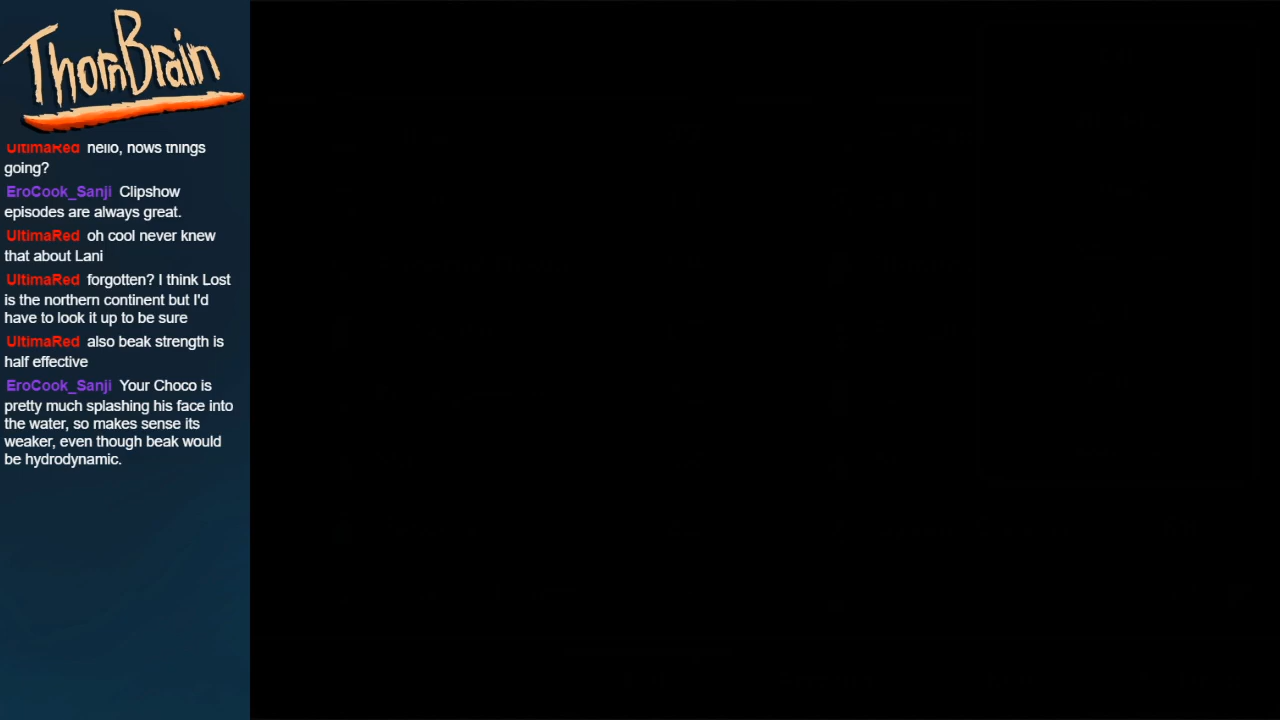 ThornBrain
UltimaRed hello, hows things
going?
EroCook_Sanji Clipshow
episodes are always great.
UltimaRed oh cool never knew
that about Lani
UltimaRed forgotten? I think Lost
is the northern continent but I'd
have to look it up to be sure
UltimaRed also beak strength is
half effective
EroCook_Sanji Your Choco is
pretty much splashing his face into
the water, so makes sense its
weaker, even though beak would
be hydrodynamic.